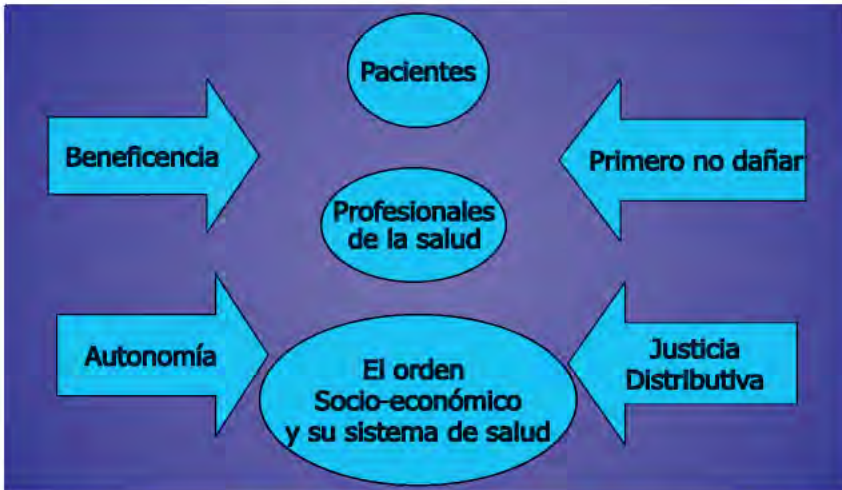 Pacientes
Beneficencia
Primero no dañar
Profesionales
de la salud
Autonomía
El orden
Socio-económico
y su sistema de salud
Justicia
Distributiva